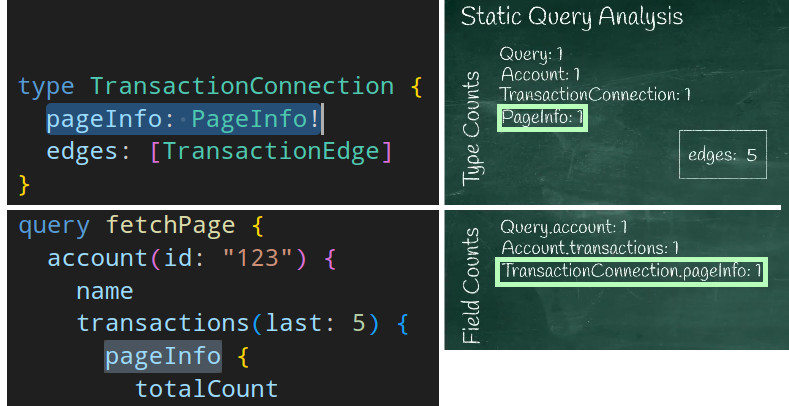 type TransactionConnection {
pageInfo: PageInfo!
edges: [TransactionEdge]
}
query fetchPage {
account(id: "123") {
name
transactions(last: 5) {
pageInfo {
totalCount
Static Query Analysis
Type Counts
Query: 1
Account: 1
TransactionConnection: 1
PageInfo: 1
edges: 5
Field Counts
Query.account: 1
Account.transactions: 1
TransactionConnection.pageInfo: 1